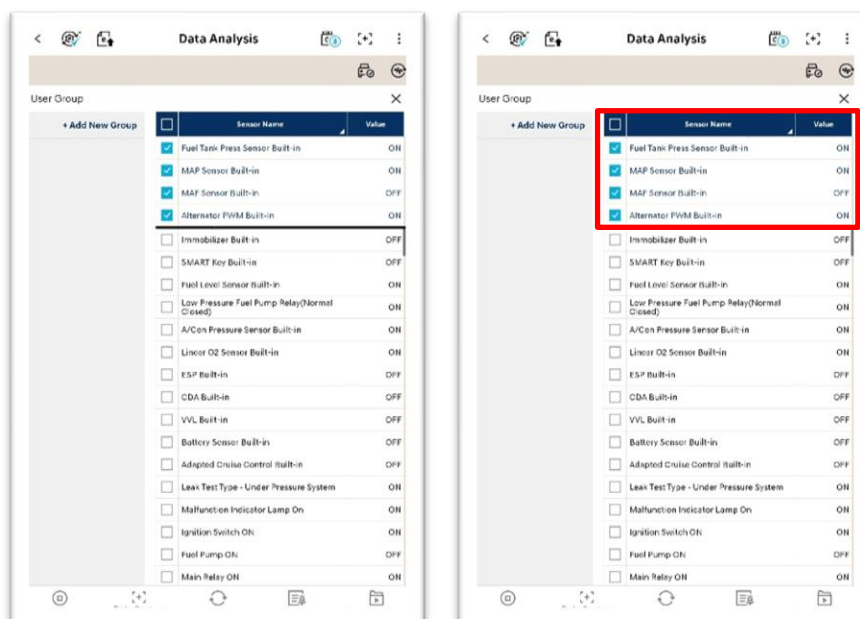 Data Analysis
User Group
+ Add New Group
Sensor Name
Value
Fuel Tank Press Sensor Built-in
ON
MAP Sensor Built-in
ON
MAF Sensor Built-in
OFF
Alternator PWM Built-in
ON
Immobilizer Built-in
OFF
SMART Key Built-in
OFF
Fuel Level Sensor Built-in
ON
Low Pressure Fuel Pump Relay(Normal
Closed)
ON
A/Con Pressure Sensor Built-in
ON
Linear O2 Sensor Built-in
ON
ESP Built-in
OFF
CDA Built-in
OFF
VVL Built-in
OFF
Battery Sensor Built-in
OFF
Adapted Cruise Control Built-in
OFF
Leak Test Type - Under Pressure System
ON
Malfunction Indicator Lamp On
ON
Ignition Switch ON
ON
Fuel Pump ON
OFF
Main Relay ON
ON
Data Analysis
User Group
+ Add New Group
Sensor Name
Value
Fuel Tank Press Sensor Built-in
ON
MAP Sensor Built-in
ON
MAF Sensor Built-in
OFF
Alternator PWM Built-in
ON
Immobilizer Built-in
OFF
SMART Key Built-in
OFF
Fuel Level Sensor Built-in
ON
Low Pressure Fuel Pump Relay(Normal
Closed)
ON
A/Con Pressure Sensor Built-in
ON
Linear O2 Sensor Built-in
ON
ESP Built-in
OFF
CDA Built-in
OFF
VVL Built-in
OFF
Battery Sensor Built-in
OFF
Adapted Cruise Control Built-in
OFF
Leak Test Type - Under Pressure System
ON
Malfunction Indicator Lamp On
ON
Ignition Switch ON
ON
Fuel Pump ON
OFF
Main Relay ON
ON